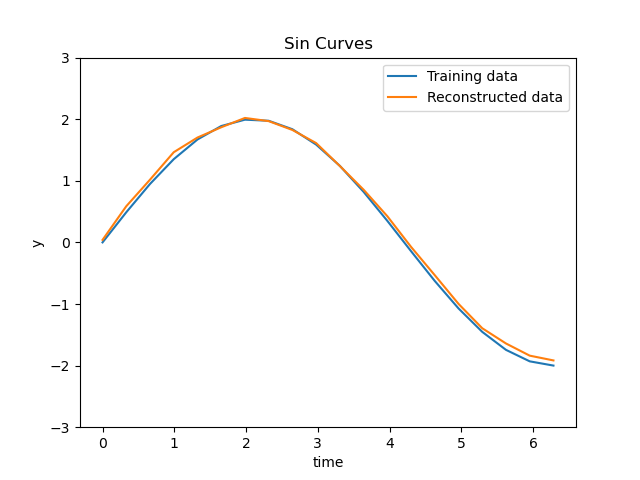 Sin Curves
Training data
Reconstructed data
3
2
1
0
−1
−2
−3
y
0 1 2 3 4 5 6
time